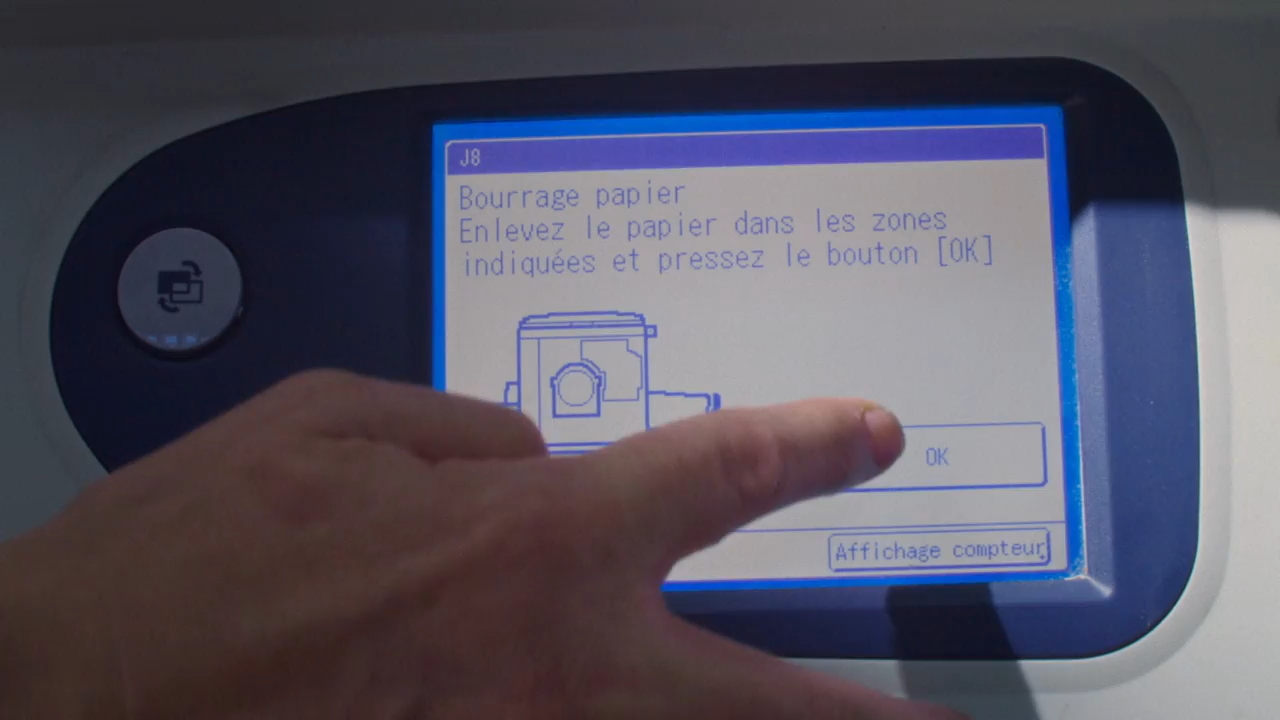 J8
Bourrage papier
Enlevez le papier dans les zones
indiquées et pressez le bouton [OK]
OK
Affichage compteur